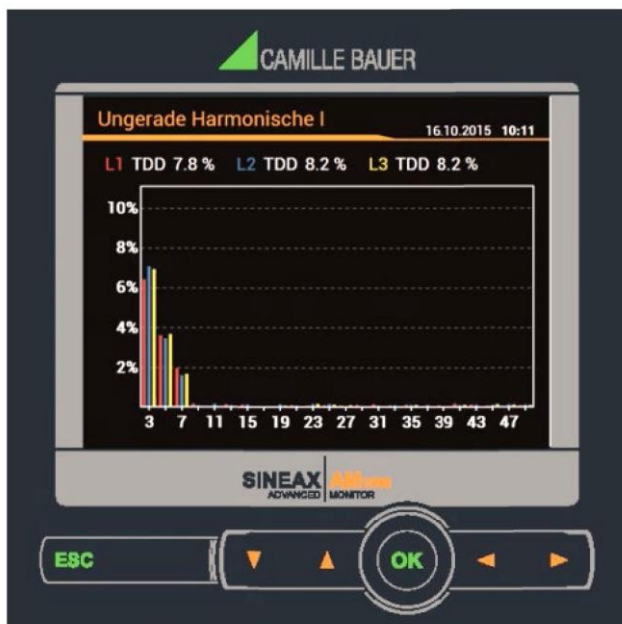 CAMILLE BAUER
Ungerade Harmonische I
16.10.2015 10:11
L1 TDD 7.8 % L2 TDD 8.2 % L3 TDD 8.2 %
10%
8%
6%
4%
2%
3 7 11 15 19 23 27 31 35 39 43 47
SINEAX
ADVANCED MONITOR
ESC
OK